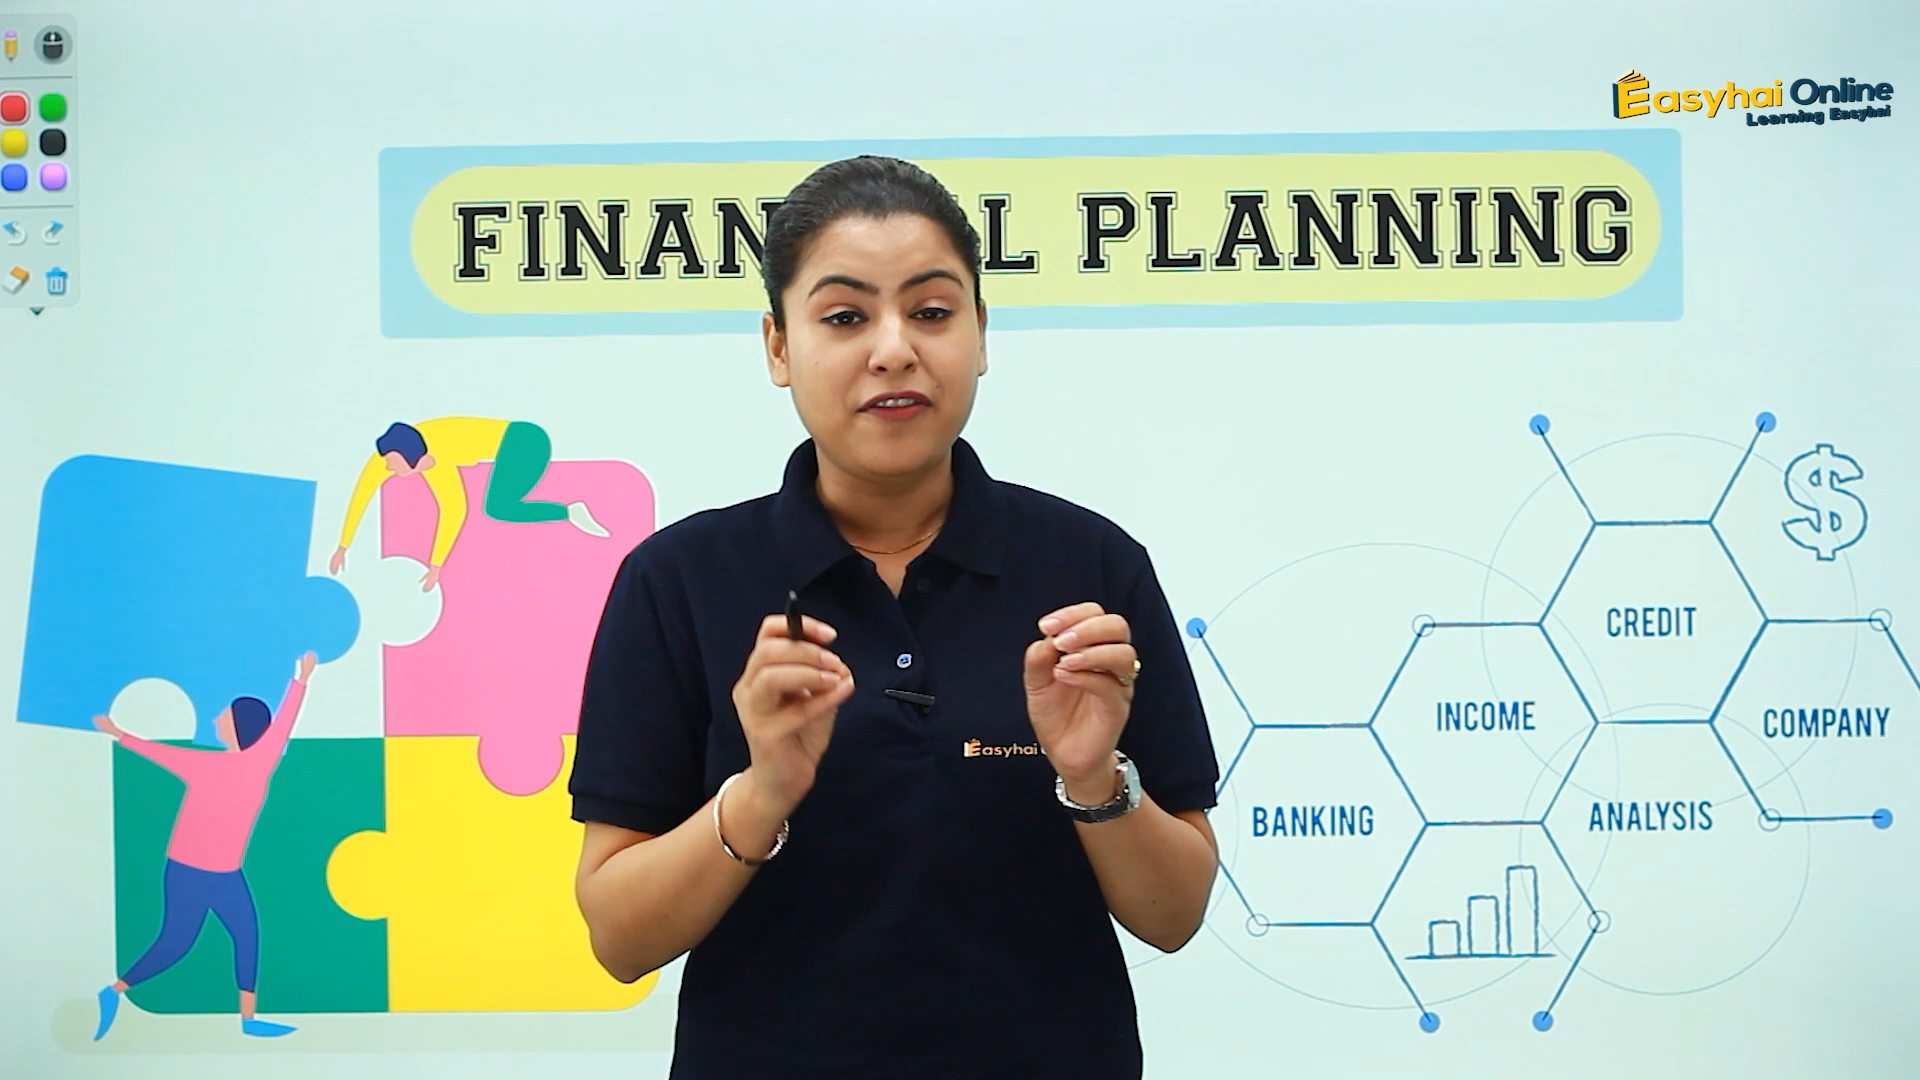 Easyhai Online
Learning Easyhai
FINAN L PLANNING
CREDIT
INCOME
COMPANY
BANKING
ANALYSIS
Easyhai